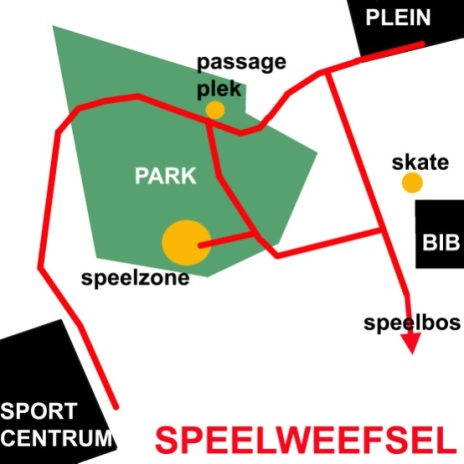 PLEIN
passage
plek
skate
PARK
BIB
speelzone
speelbos
SPORT
CENTRUM
SPEELWEEFSEL